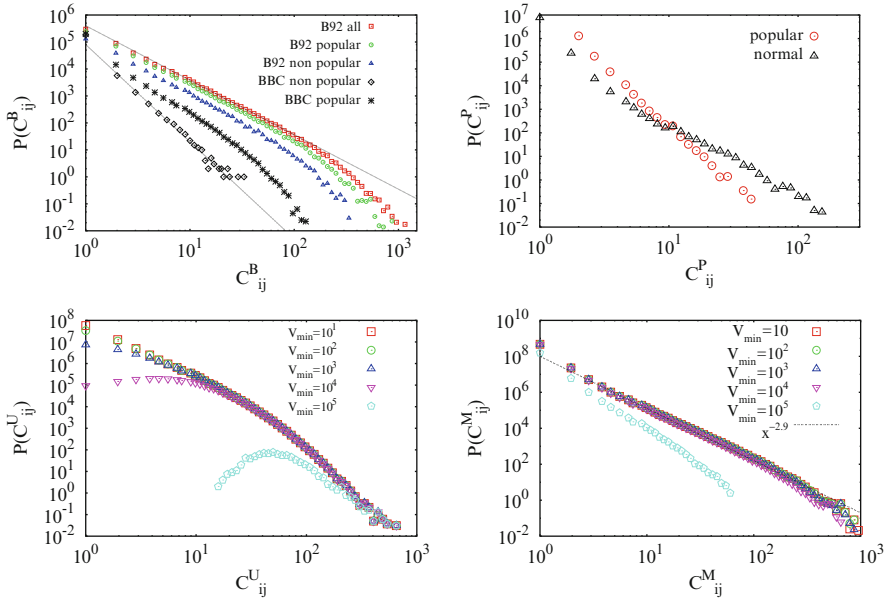 10^6
10^5
10^4
10^3
10^2
10^1
10^0
10^-1
10^-2
P(C^B_ij)
10^0
10^1
10^2
10^3
C^B_ij
B92 all
B92 popular
B92 non popular
BBC non popular
BBC popular
10^7
10^6
10^5
10^4
10^3
10^2
10^1
10^0
10^-1
10^-2
P(C^P_ij)
10^0
10^1
10^2
C^P_ij
popular
normal
10^8
10^7
10^6
10^5
10^4
10^3
10^2
10^1
10^0
10^-1
10^-2
P(C^U_ij)
10^0
10^1
10^2
10^3
C^U_ij
V_min=10^1
V_min=10^2
V_min=10^3
V_min=10^4
V_min=10^5
10^10
10^8
10^6
10^4
10^2
10^0
10^-2
P(C^M_ij)
10^0
10^1
10^2
10^3
C^M_ij
V_min=10
V_min=10^2
V_min=10^3
V_min=10^4
V_min=10^5
x^-2.9